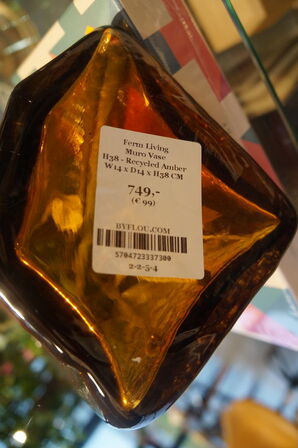 Ferm Living
Muro Vase
H38 - Recycled Amber
W14 x D14 x H38 CM
749,-
(€ 99)
BYFLOU.COM
5704723337300
2-2-5-4